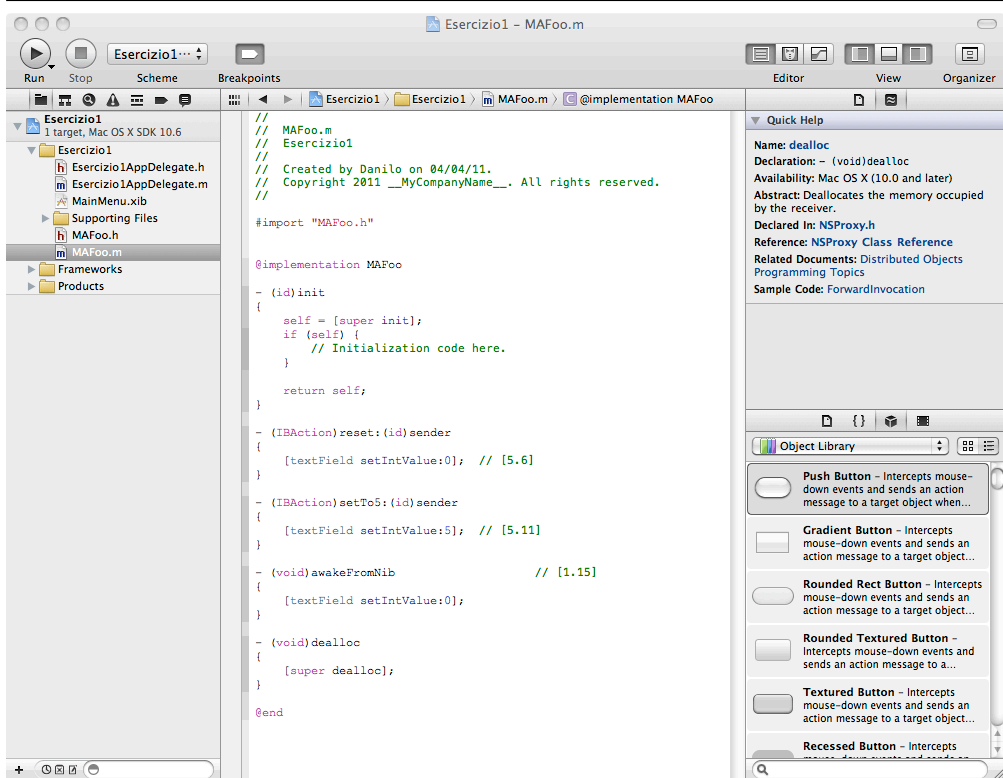 Esercizio1 – MAFoo.m
Esercizio1···
Run
Stop
Scheme
Breakpoints
Editor
View
Organizer
Esercizio1
1 target, Mac OS X SDK 10.6
Esercizio1
Esercizio1AppDelegate.h
Esercizio1AppDelegate.m
MainMenu.xib
Supporting Files
MAFoo.h
MAFoo.m
Frameworks
Products
Esercizio1 〉 Esercizio1 〉 MAFoo.m 〉 @implementation MAFoo
//
//  MAFoo.m
//  Esercizio1
//
//  Created by Danilo on 04/04/11.
//  Copyright 2011 __MyCompanyName__. All rights reserved.
//
#import "MAFoo.h"
@implementation MAFoo
- (id)init
{
    self = [super init];
    if (self) {
        // Initialization code here.
    }
    return self;
}
- (IBAction)reset:(id)sender
{
    [textField setIntValue:0];  // [5.6]
}
- (IBAction)setTo5:(id)sender
{
    [textField setIntValue:5];  // [5.11]
}
- (void)awakeFromNib                    // [1.15]
{
    [textField setIntValue:0];
}
- (void)dealloc
{
    [super dealloc];
}
@end
Quick Help
Name: dealloc
Declaration: – (void)dealloc
Availability: Mac OS X (10.0 and later)
Abstract: Deallocates the memory occupied
by the receiver.
Declared In: NSProxy.h
Reference: NSProxy Class Reference
Related Documents: Distributed Objects
Programming Topics
Sample Code: ForwardInvocation
{ }
Object Library
Push Button – Intercepts mouse-
down events and sends an action
message to a target object when...
Gradient Button – Intercepts
mouse-down events and sends an
action message to a target object...
Rounded Rect Button – Intercepts
mouse-down events and sends an
action message to a target object...
Rounded Textured Button –
Intercepts mouse-down events and
sends an action message to a...
Textured Button – Intercepts
mouse-down events and sends an
action message to a target object...
Recessed Button – Intercepts